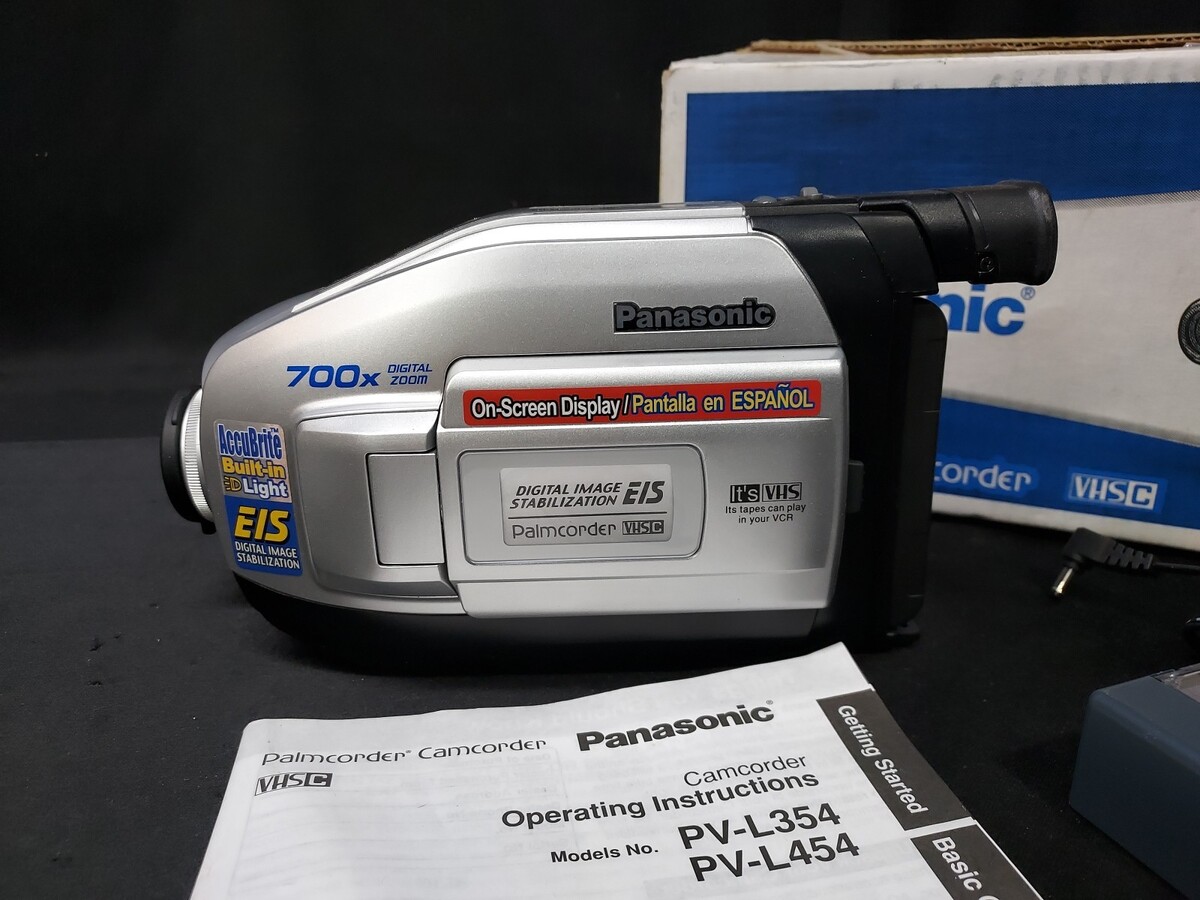 Panasonic
700x DIGITAL
ZOOM
On-Screen Display/Pantalla en ESPAÑOL
AccuBrite™
Built-in
LED Light
EIS
DIGITAL IMAGE
STABILIZATION
DIGITAL IMAGE
STABILIZATION EIS
Palmcorder VHSC
It's VHS
Its tapes can play
in your VCR
nic®
corder VHSC
Palmcorder® Camcorder
VHSC
Panasonic®
Camcorder
Operating Instructions
Models No. PV-L354
PV-L454
Getting Started
Basic